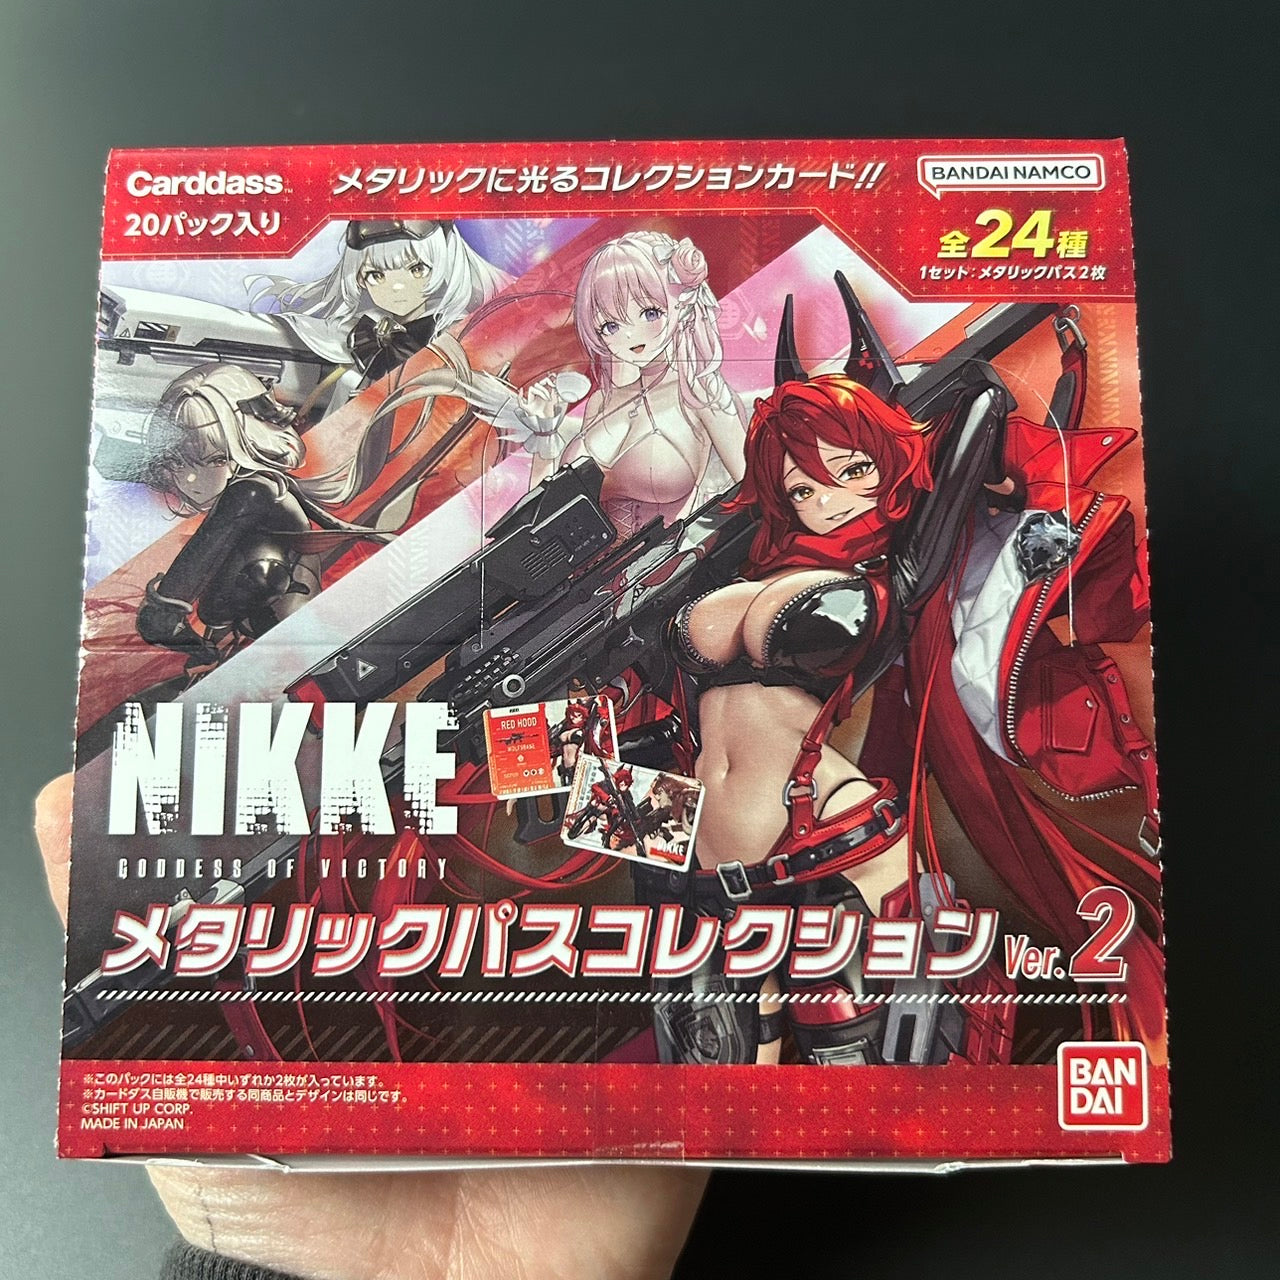 Carddass™
20パック入り
メタリックに光るコレクションカード!!
BANDAI NAMCO
全24種
1セット:メタリックパス2枚
RED HOOD
NIKKE
NIKKE
GODDESS OF VICTORY
メタリックパスコレクション Ver.2
※このパックには全24種中いずれか2枚が入っています。
※カードダス自販機で販売する同商品とデザインは同じです。
©SHIFT UP CORP.
MADE IN JAPAN
BAN
DAI